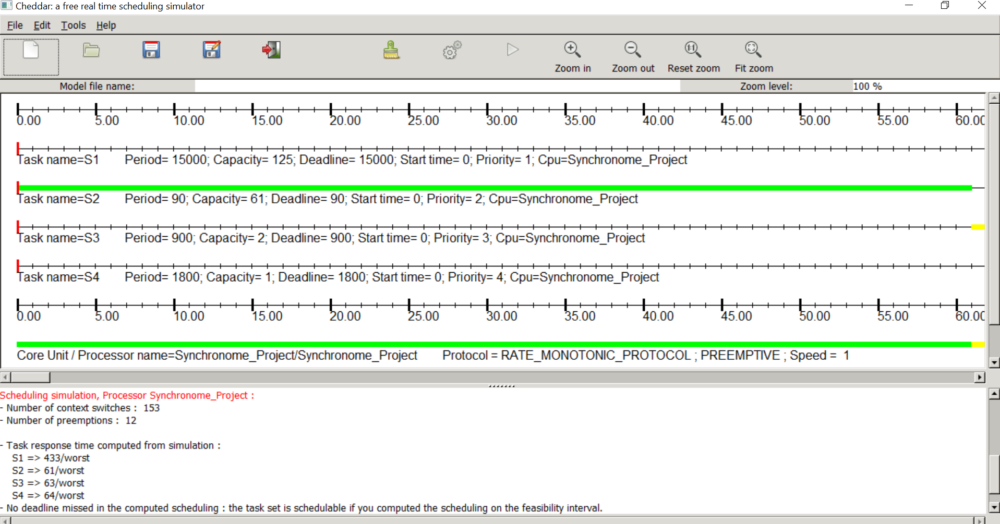 Cheddar: a free real time scheduling simulator
File Edit Tools Help
Zoom in Zoom out Reset zoom Fit zoom
Model file name: Zoom level: 100 %
0.00 5.00 10.00 15.00 20.00 25.00 30.00 35.00 40.00 45.00 50.00 55.00 60.00
Task name=S1 Period= 15000; Capacity= 125; Deadline= 15000; Start time= 0; Priority= 1; Cpu=Synchronome_Project
Task name=S2 Period= 90; Capacity= 61; Deadline= 90; Start time= 0; Priority= 2; Cpu=Synchronome_Project
Task name=S3 Period= 900; Capacity= 2; Deadline= 900; Start time= 0; Priority= 3; Cpu=Synchronome_Project
Task name=S4 Period= 1800; Capacity= 1; Deadline= 1800; Start time= 0; Priority= 4; Cpu=Synchronome_Project
0.00 5.00 10.00 15.00 20.00 25.00 30.00 35.00 40.00 45.00 50.00 55.00 60.00
Core Unit / Processor name=Synchronome_Project/Synchronome_Project Protocol = RATE_MONOTONIC_PROTOCOL ; PREEMPTIVE ; Speed = 1
Scheduling simulation, Processor Synchronome_Project :
- Number of context switches : 153
- Number of preemptions : 12
- Task response time computed from simulation :
S1 => 433/worst
S2 => 61/worst
S3 => 63/worst
S4 => 64/worst
- No deadline missed in the computed scheduling : the task set is schedulable if you computed the scheduling on the feasibility interval.